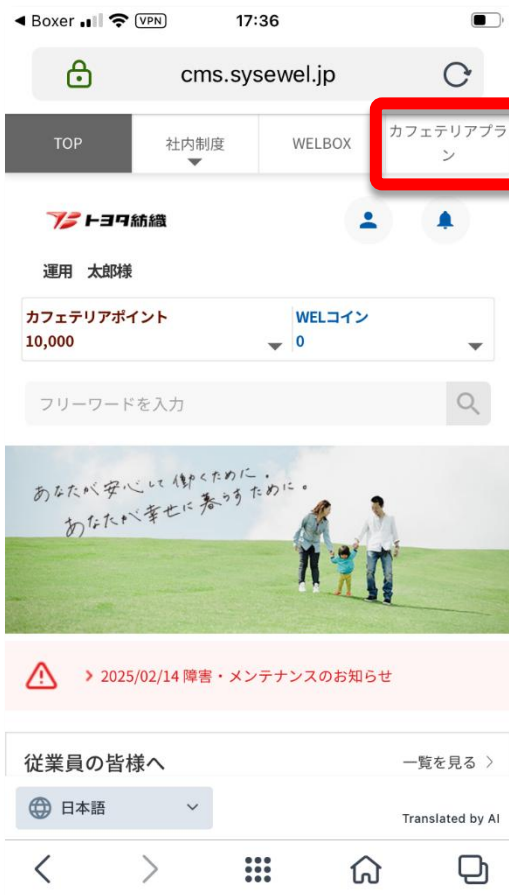 Boxer VPN 17:36
cms.sysewel.jp
TOP 社内制度 WELBOX カフェテリアプラ
ン
トヨタ紡織
運用 太郎様
カフェテリアポイント WELコイン
10,000 0
フリーワードを入力
あなたが安心して働くために。
あなたが幸せに暮らすために。
> 2025/02/14 障害・メンテナンスのお知らせ
従業員の皆様へ 一覧を見る >
日本語 Translated by AI